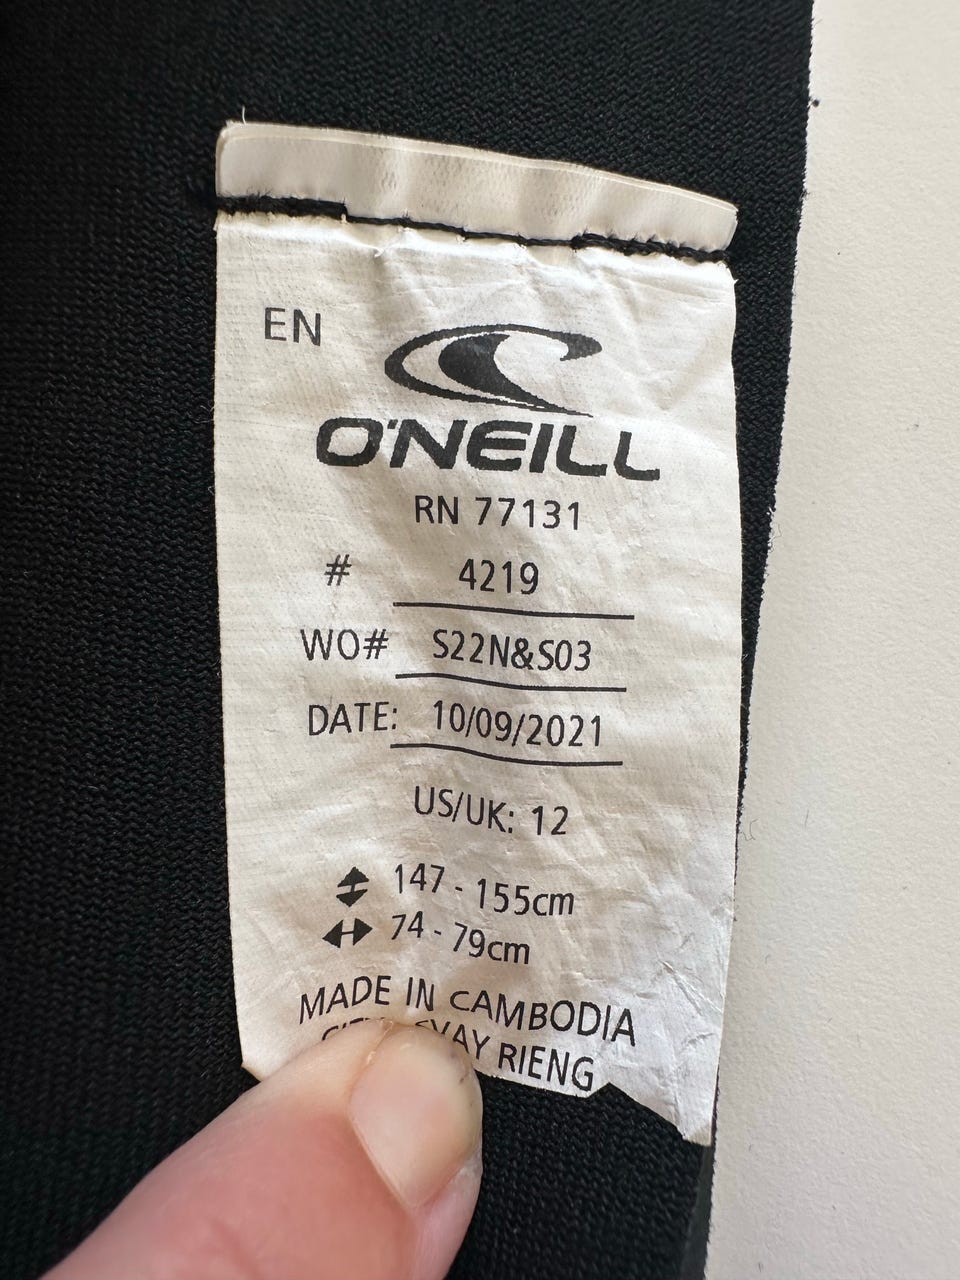 EN
O'NEILL
RN 77131
# 4219
WO# S22N&S03
DATE: 10/09/2021
US/UK: 12
147 - 155cm
74 - 79cm
MADE IN CAMBODIA
RIENG